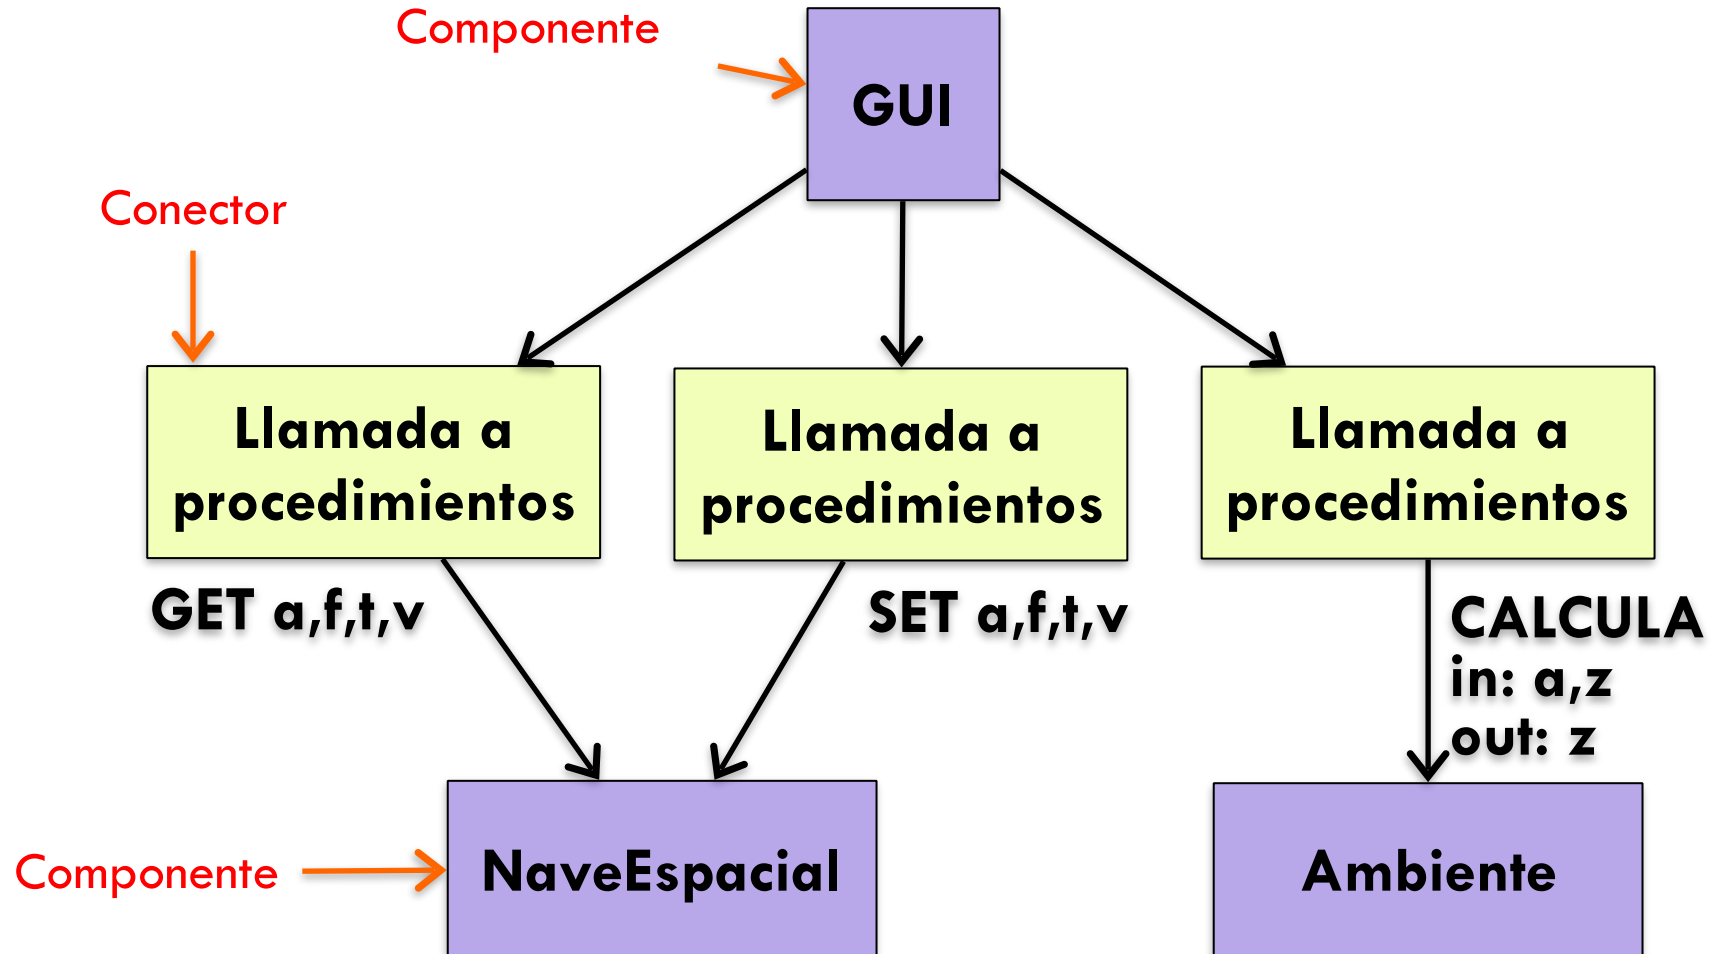 Componente
GUI
Conector
Llamada a
procedimientos
Llamada a
procedimientos
Llamada a
procedimientos
GET a,f,t,v
SET a,f,t,v
CALCULA
in: a,z
out: z
Componente
NaveEspacial
Ambiente